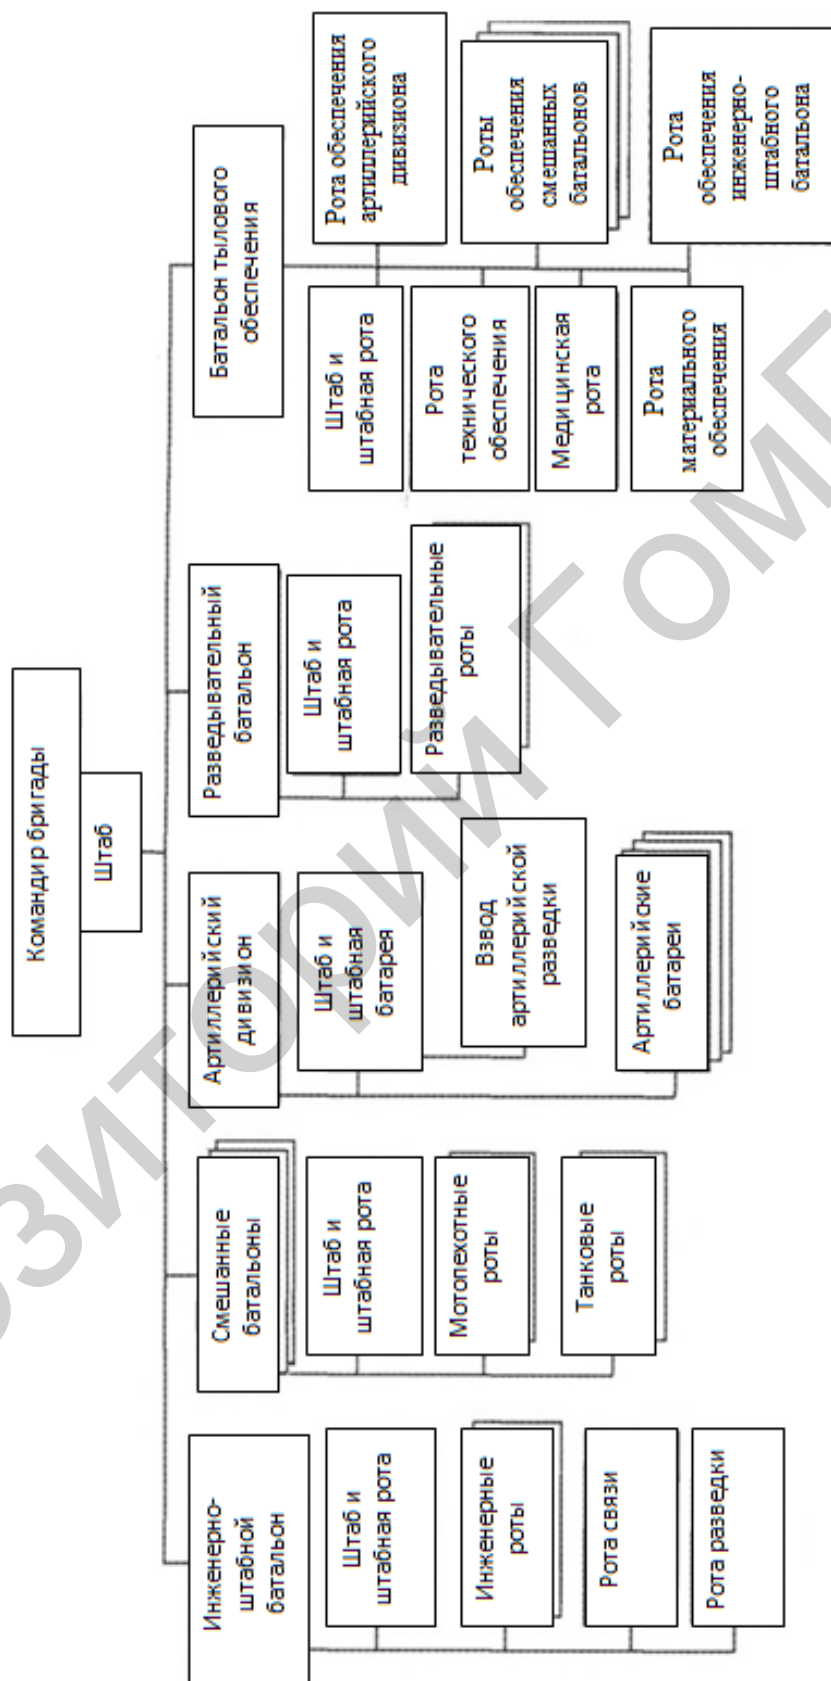 Командир бригады
Штаб
Инженерно-
штабной
батальон
Штаб и
штабная рота
Инженерные
роты
Рота связи
Рота разведки
Смешанные
батальоны
Штаб и
штабная рота
Мотопехотные
роты
Танковые
роты
Артиллерийский
дивизион
Штаб и
штабная
батарея
Взвод
артиллерийской
разведки
Артиллерийские
батареи
Разведывательный
батальон
Штаб и
штабная рота
Разведывательные
роты
Батальон тылового
обеспечения
Штаб и
штабная рота
Рота
технического
обеспечения
Медицинская
рота
Рота
материального
обеспечения
Рота обеспечения
артиллерийского
дивизиона
Роты
обеспечения
смешанных
батальонов
Рота
обеспечения
инженерно-
штабного
батальона